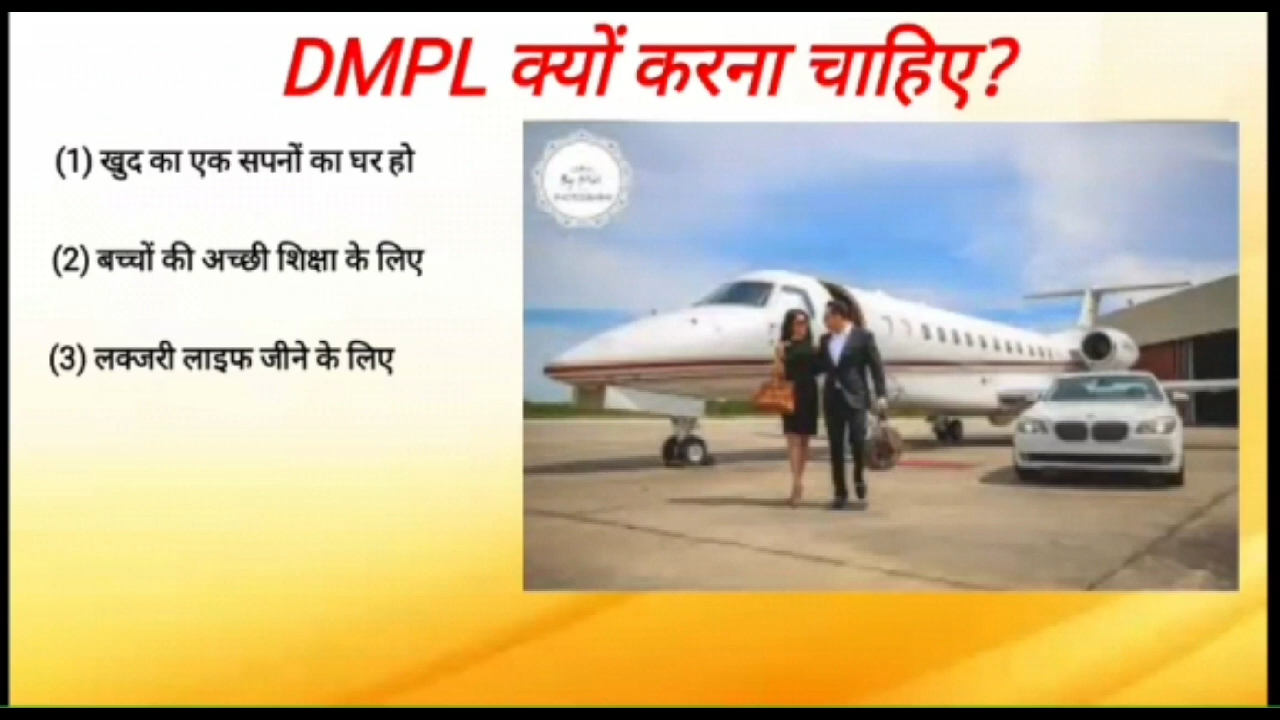 DMPL क्यों करना चाहिए?
(1) खुद का एक सपनों का घर हो
(2) बच्चों की अच्छी शिक्षा के लिए
(3) लक्जरी लाइफ जीने के लिए